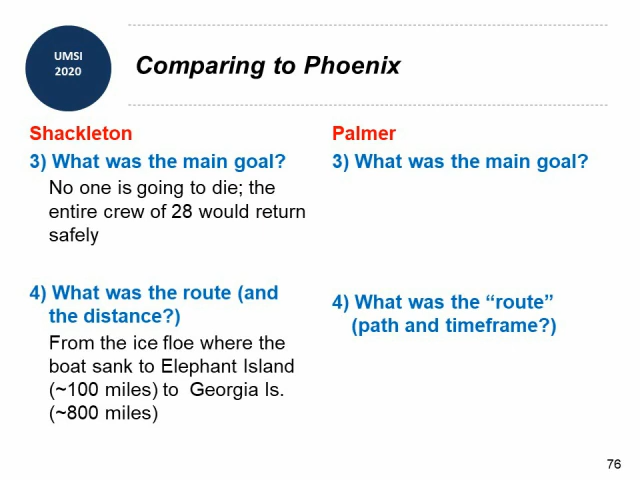 UMSI
2020
Comparing to Phoenix
Shackleton
3) What was the main goal?
No one is going to die; the
entire crew of 28 would return
safely
4) What was the route (and
the distance?)
From the ice floe where the
boat sank to Elephant Island
(~100 miles) to Georgia Is.
(~800 miles)
Palmer
3) What was the main goal?
4) What was the “route”
(path and timeframe?)
76